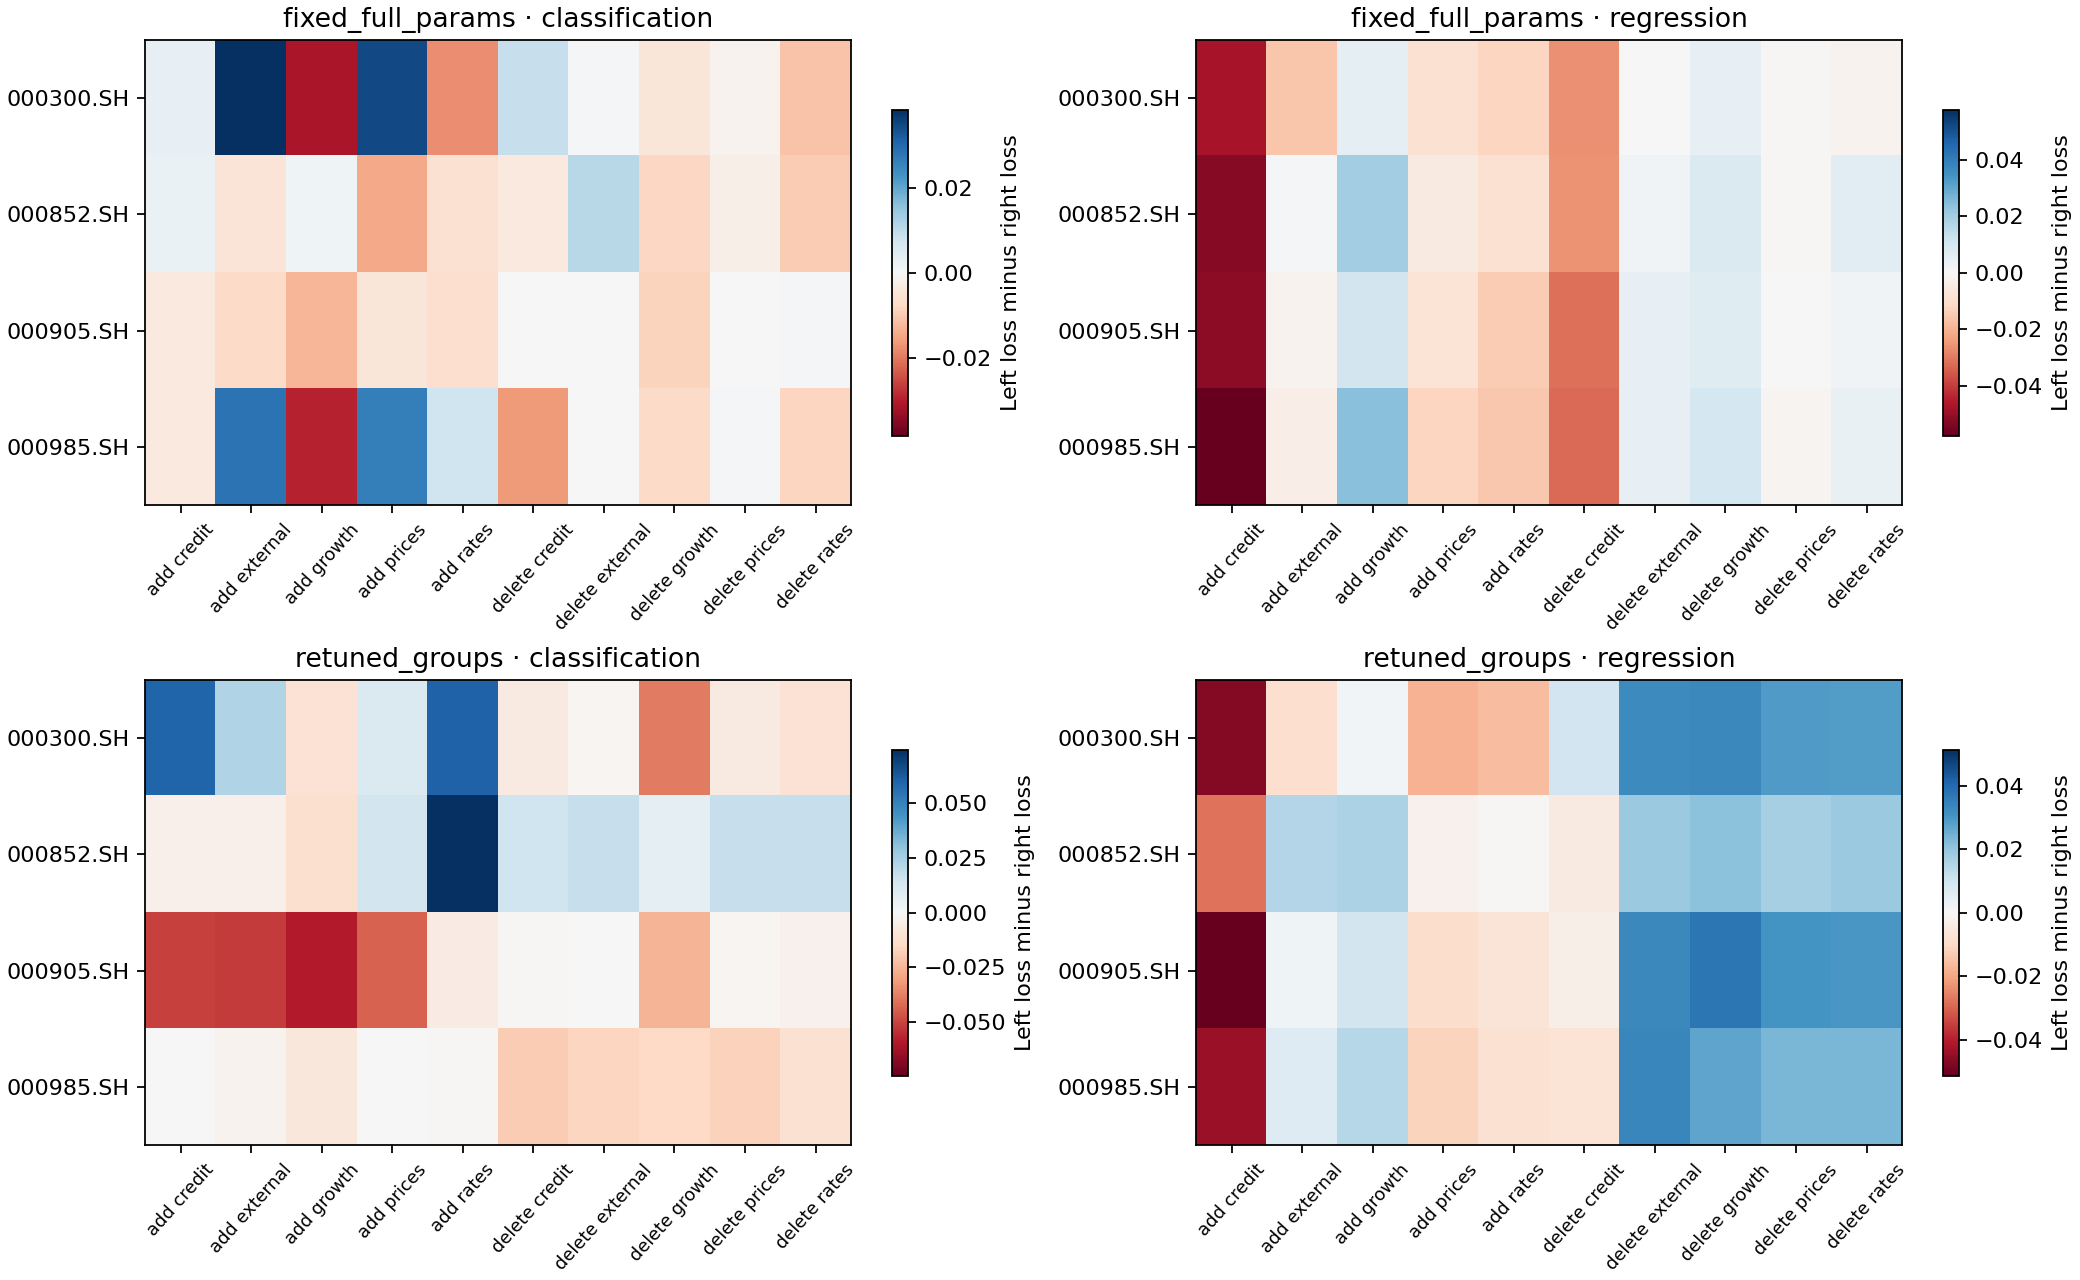 fixed_full_params · classification
000300.SH
000852.SH
000905.SH
000985.SH
add credit
add external
add growth
add prices
add rates
delete credit
delete external
delete growth
delete prices
delete rates
0.02
0.00
−0.02
Left loss minus right loss
fixed_full_params · regression
000300.SH
000852.SH
000905.SH
000985.SH
add credit
add external
add growth
add prices
add rates
delete credit
delete external
delete growth
delete prices
delete rates
0.04
0.02
0.00
−0.02
−0.04
Left loss minus right loss
retuned_groups · classification
000300.SH
000852.SH
000905.SH
000985.SH
add credit
add external
add growth
add prices
add rates
delete credit
delete external
delete growth
delete prices
delete rates
0.050
0.025
0.000
−0.025
−0.050
Left loss minus right loss
retuned_groups · regression
000300.SH
000852.SH
000905.SH
000985.SH
add credit
add external
add growth
add prices
add rates
delete credit
delete external
delete growth
delete prices
delete rates
0.04
0.02
0.00
−0.02
−0.04
Left loss minus right loss